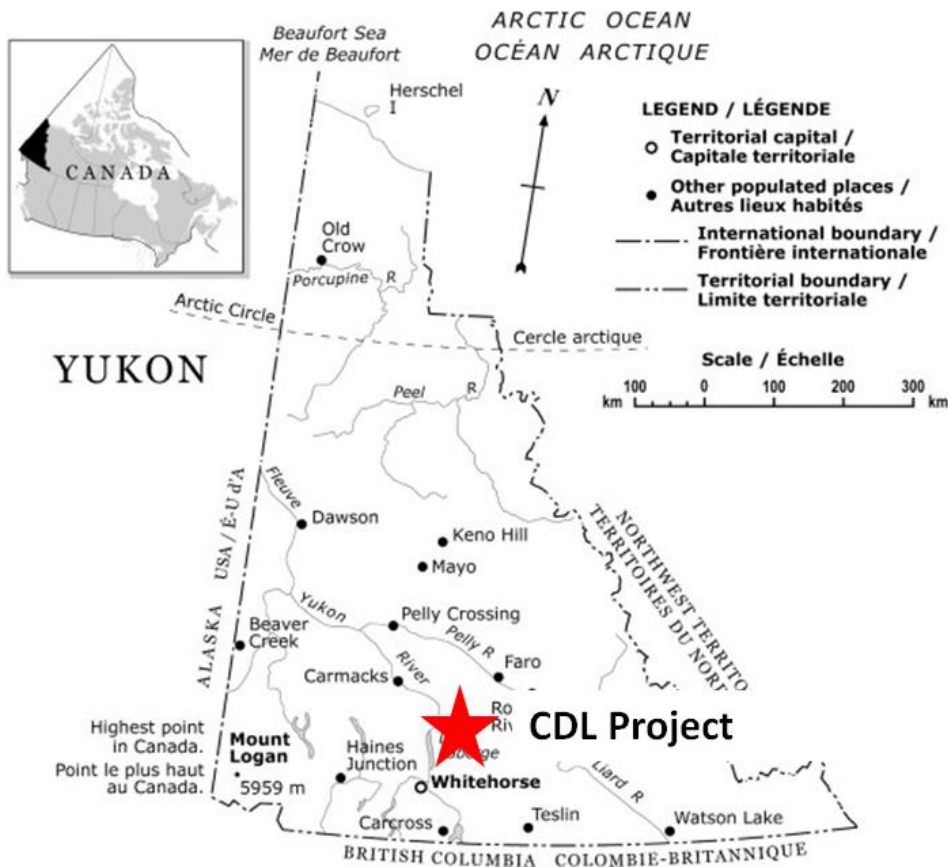 ARCTIC OCEAN
OCÉAN ARCTIQUE
Beaufort Sea
Mer de Beaufort
CANADA
Herschel
I
N
LEGEND / LÉGENDE
Territorial capital /
Capitale territoriale
Other populated places /
Autres lieux habités
International boundary /
Frontière internationale
Territorial boundary /
Limite territoriale
Old
Crow
Porcupine R
Arctic Circle
Cercle arctique
YUKON
Scale / Échelle
km 100 0 100 200 300 km
Peel R
Fleuve
Dawson
Keno Hill
Mayo
ALASKA USA / É-U d'A
NORTHWEST TERRITO
TERRITOIRES DU NOR
Yukon
River
Pelly Crossing
Pelly R
Beaver
Creek
Faro
Carmacks
Ro
Riv
CDL Project
Highest point
in Canada.
Point le plus haut
au Canada.
Mount
Logan
5959 m
Haines
Junction
Whitehorse
Liard R
Carcross
Teslin
Watson Lake
BRITISH COLUMBIA COLOMBIE-BRITANNIQUE